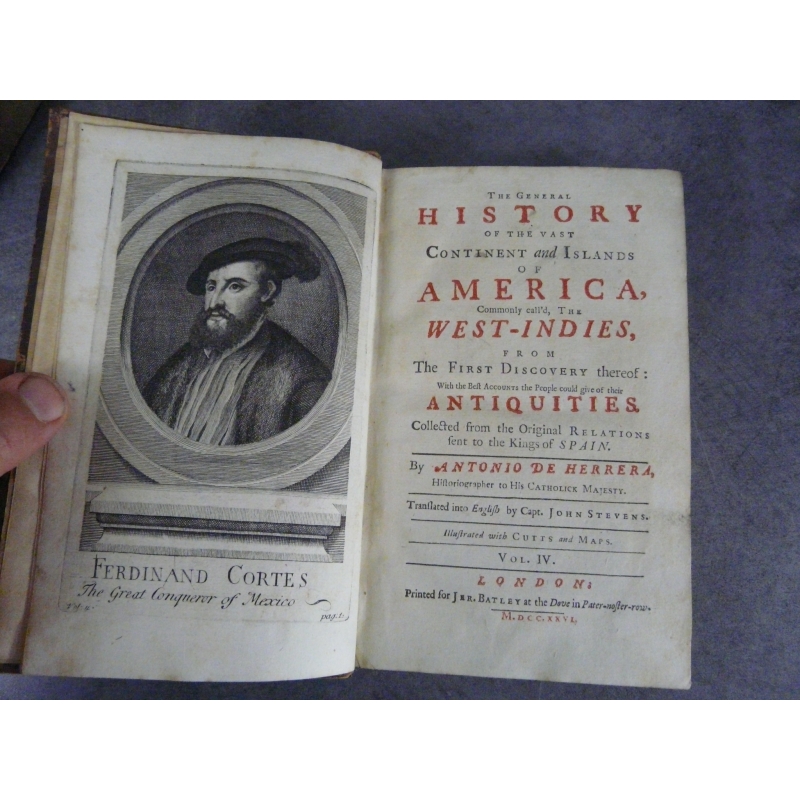 FERDINAND CORTES
The Great Conqueror of Mexico
pag. 1.
THE GENERAL
HISTORY
OF THE VAST
CONTINENT and ISLANDS
OF
AMERICA,
Commonly call'd, THE
WEST-INDIES,
FROM
The FIRST DISCOVERY thereof:
With the Best ACCOUNTS the People could give of their
ANTIQUITIES.
Collected from the Original RELATIONS
sent to the Kings of SPAIN.
By ANTONIO DE HERRERA,
Historiographer to His CATHOLICK MAJESTY.
Translated into English by Capt. JOHN STEVENS.
Illustrated with CUTTS and MAPS.
VOL. IV.
LONDON:
Printed for JER. BATLEY at the Dove in Pater-noster-row.
M.DCC.XXVI.